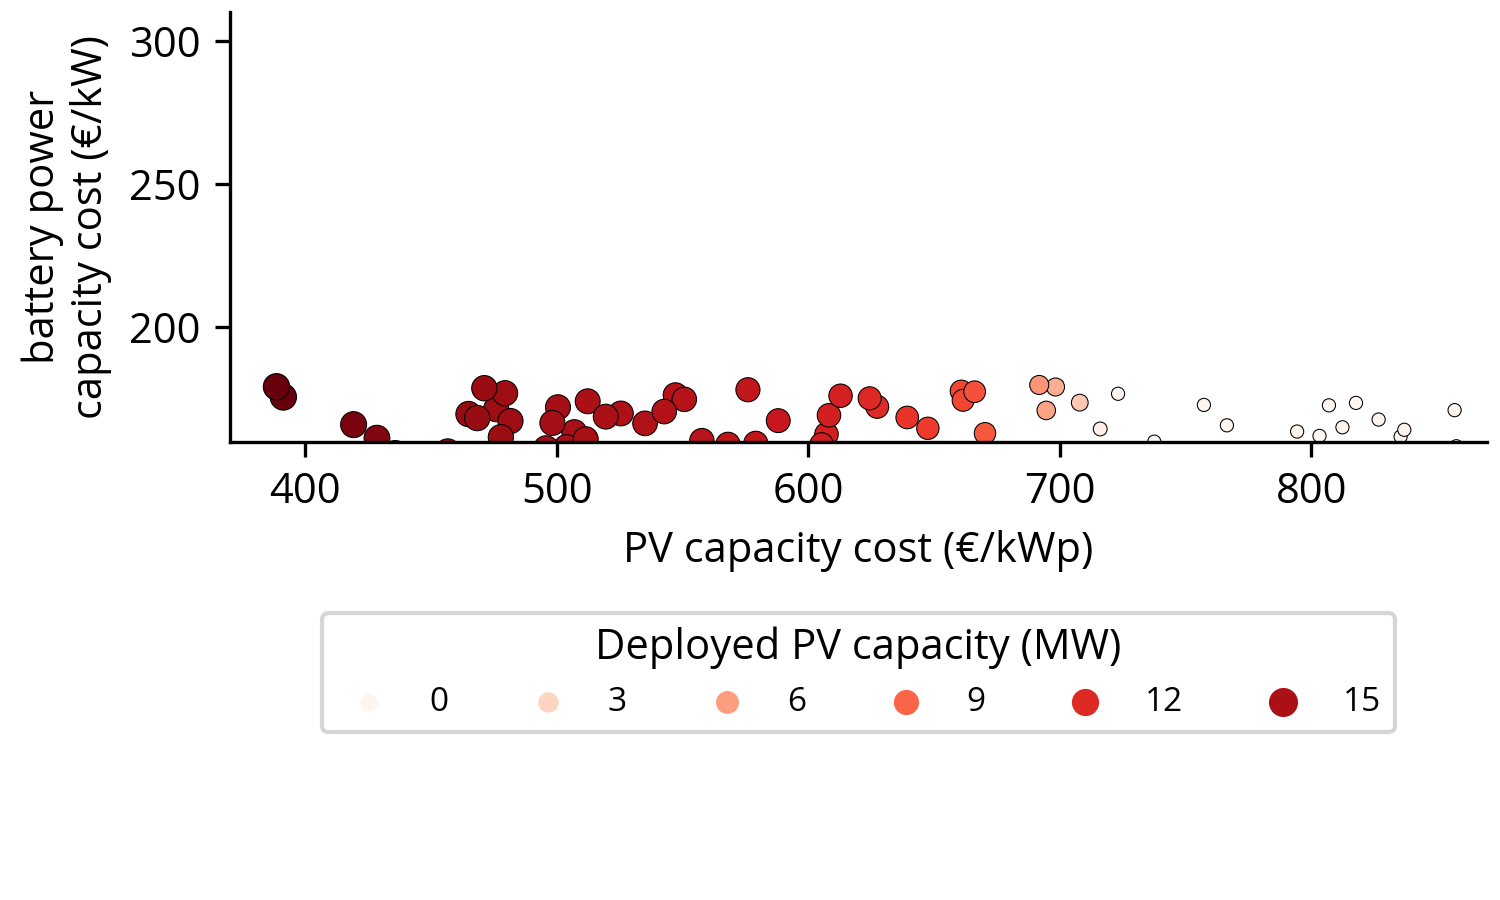 battery power
capacity cost (€/kW)
300
250
200
400 500 600 700 800
PV capacity cost (€/kWp)
Deployed PV capacity (MW)
0 3 6 9 12 15